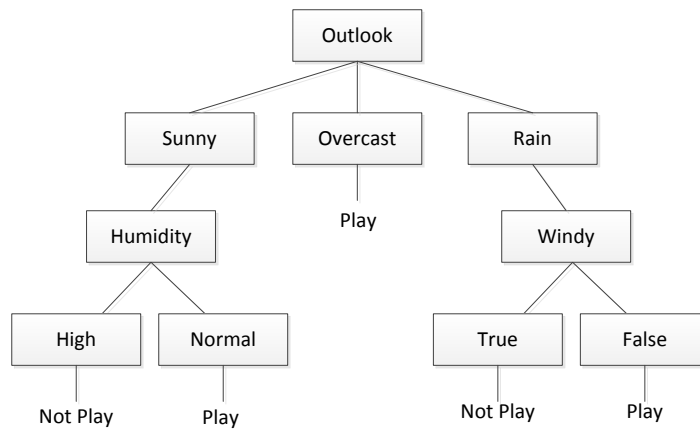 Outlook
Sunny
Overcast
Rain
Play
Humidity
Windy
High
Normal
True
False
Not Play
Play
Not Play
Play